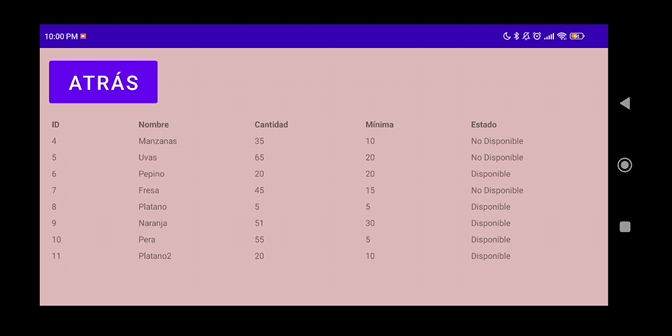 10:00 PM
ATRÁS
ID Nombre Cantidad Mínima Estado
4 Manzanas 35 10 No Disponible
5 Uvas 65 20 No Disponible
6 Pepino 20 20 Disponible
7 Fresa 45 15 No Disponible
8 Platano 5 5 Disponible
9 Naranja 51 30 Disponible
10 Pera 55 5 Disponible
11 Platano2 20 10 Disponible